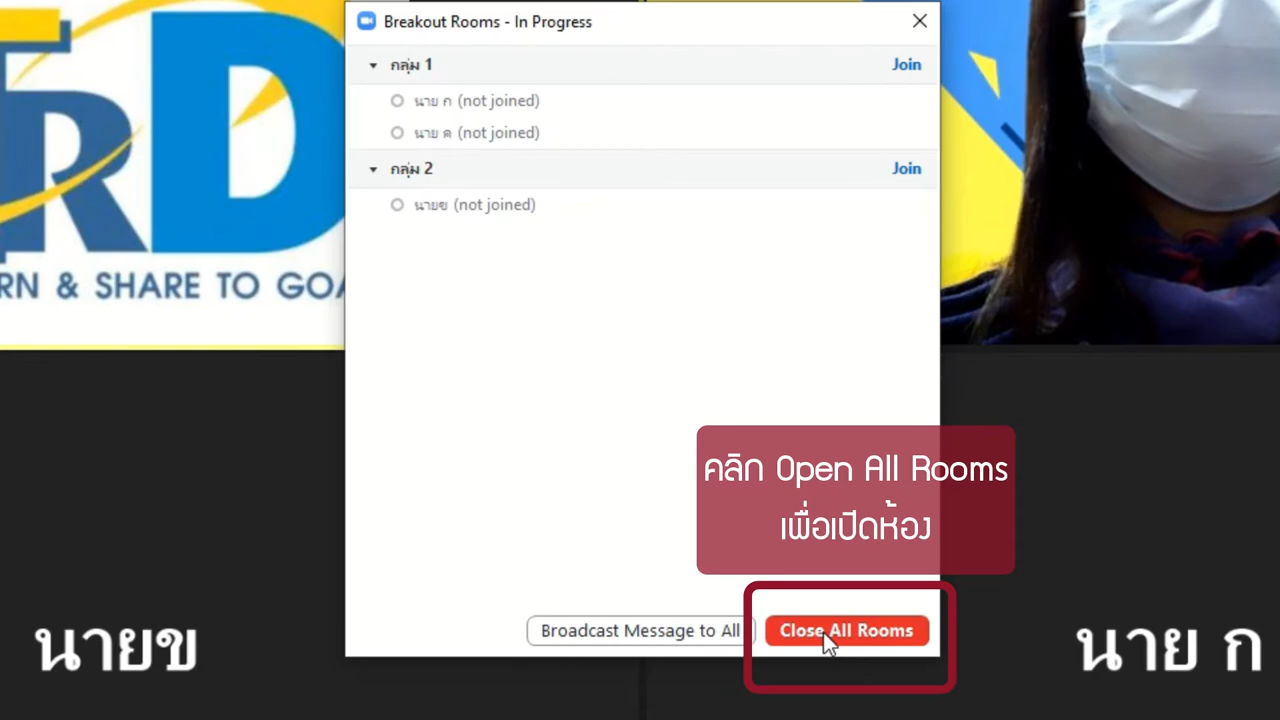 RD
RN & SHARE TO GOA
Breakout Rooms - In Progress
กลุ่ม 1
Join
นาย ก (not joined)
นาย ค (not joined)
กลุ่ม 2
Join
นายข (not joined)
คลิก Open All Rooms
เพื่อเปิดห้อง
Broadcast Message to All
Close All Rooms
นายข
นาย ก